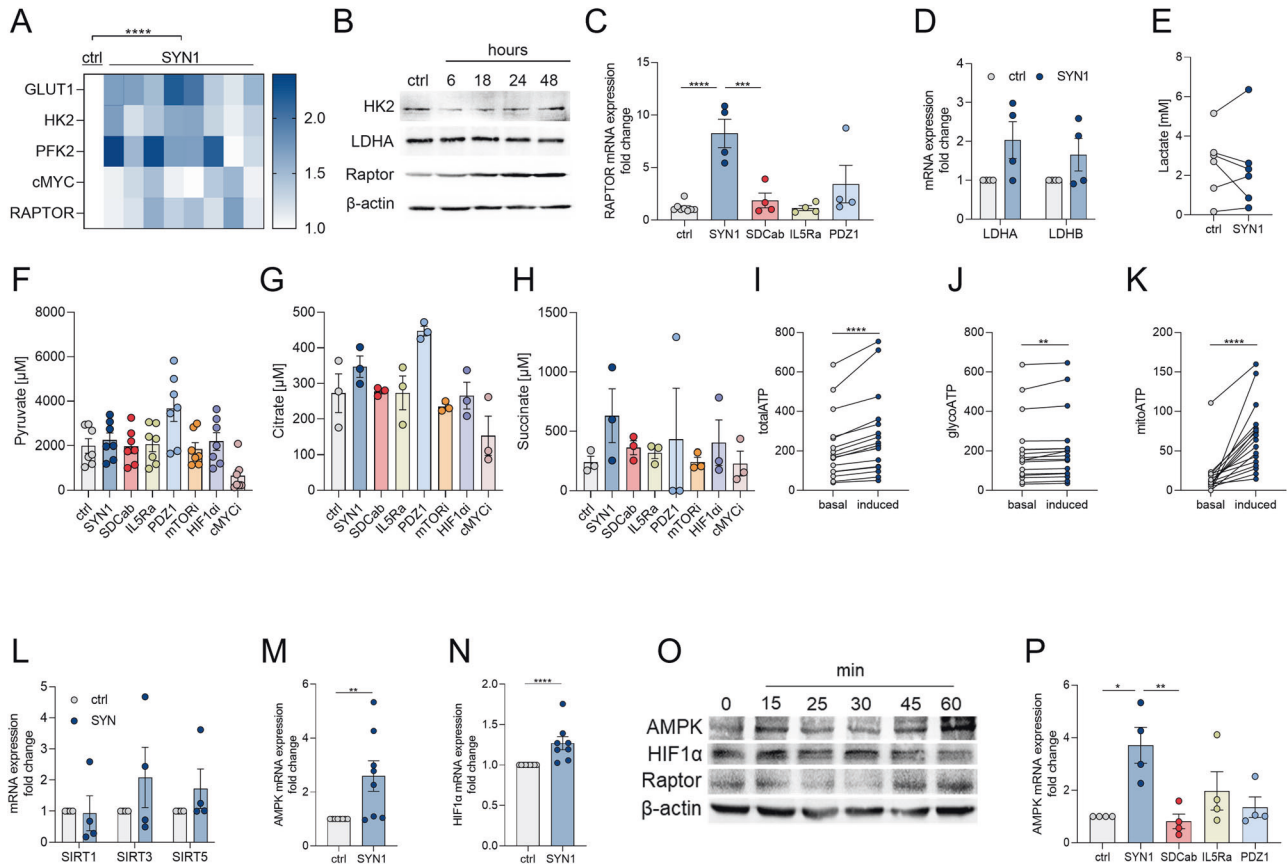 A
****
ctrl
SYN1
GLUT1
HK2
PFK2
cMYC
RAPTOR
2.0
1.5
1.0
B
hours
ctrl 6 18 24 48
HK2
LDHA
Raptor
β-actin
C
RAPTOR mRNA expression
fold change
15
10
5
0
**** ***
ctrl SYN1 SDCab IL5Ra PDZ1
D
ctrl SYN1
mRNA expression
fold change
4
3
2
1
0
LDHA LDHB
E
Lactate [mM]
8
6
4
2
0
ctrl SYN1
F
Pyruvate [µM]
8000
6000
4000
2000
0
ctrl SYN1 SDCab IL5Ra PDZ1 mTORi HIF1αi cMYCi
G
Citrate [µM]
500
400
300
200
100
0
ctrl SYN1 SDCab IL5Ra PDZ1 mTORi HIF1αi cMYCi
H
Succinate [µM]
1500
1000
500
0
ctrl SYN1 SDCab IL5Ra PDZ1 mTORi HIF1αi cMYCi
I
totalATP
800
600
400
200
0
****
basal induced
J
glycoATP
800
600
400
200
0
**
basal induced
K
mitoATP
200
150
100
50
0
****
basal induced
L
ctrl
SYN
mRNA expression
fold change
5
4
3
2
1
0
SIRT1 SIRT3 SIRT5
M
AMPK mRNA expression
fold change
6
4
2
0
**
ctrl SYN1
N
HIF1α mRNA expression
fold change
2.0
1.5
1.0
0.5
0.0
****
ctrl SYN1
O
min
0 15 25 30 45 60
AMPK
HIF1α
Raptor
β-actin
P
AMPK mRNA expression
fold change
6
4
2
0
* **
ctrl SYN1 SDCab IL5Ra PDZ1